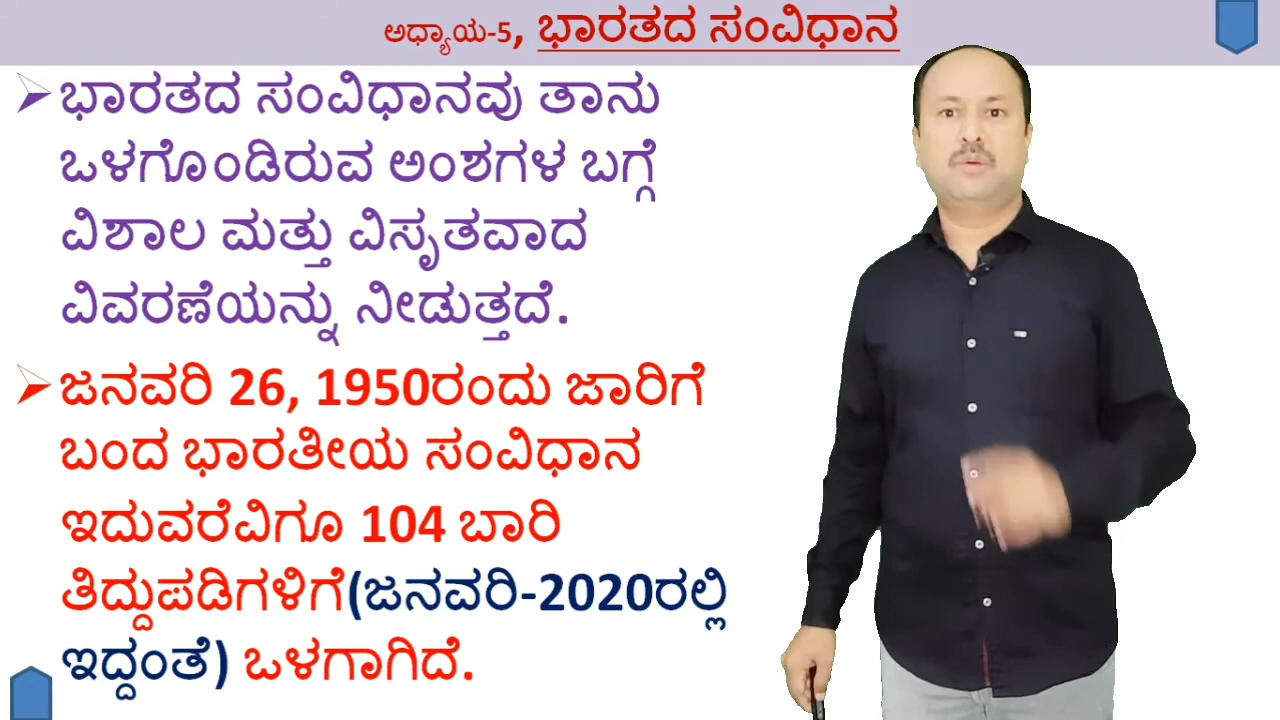 ಅಧ್ಯಾಯ-5, ಭಾರತದ ಸಂವಿಧಾನ
ಭಾರತದ ಸಂವಿಧಾನವು ತಾನು
ಒಳಗೊಂಡಿರುವ ಅಂಶಗಳ ಬಗ್ಗೆ
ವಿಶಾಲ ಮತ್ತು ವಿಸೃತವಾದ
ವಿವರಣೆಯನ್ನು ನೀಡುತ್ತದೆ.
ಜನವರಿ 26, 1950ರಂದು ಜಾರಿಗೆ
ಬಂದ ಭಾರತೀಯ ಸಂವಿಧಾನ
ಇದುವರೆವಿಗೂ 104 ಬಾರಿ
ತಿದ್ದುಪಡಿಗಳಿಗೆ(ಜನವರಿ-2020ರಲ್ಲಿ
ಇದ್ದಂತೆ) ಒಳಗಾಗಿದೆ.